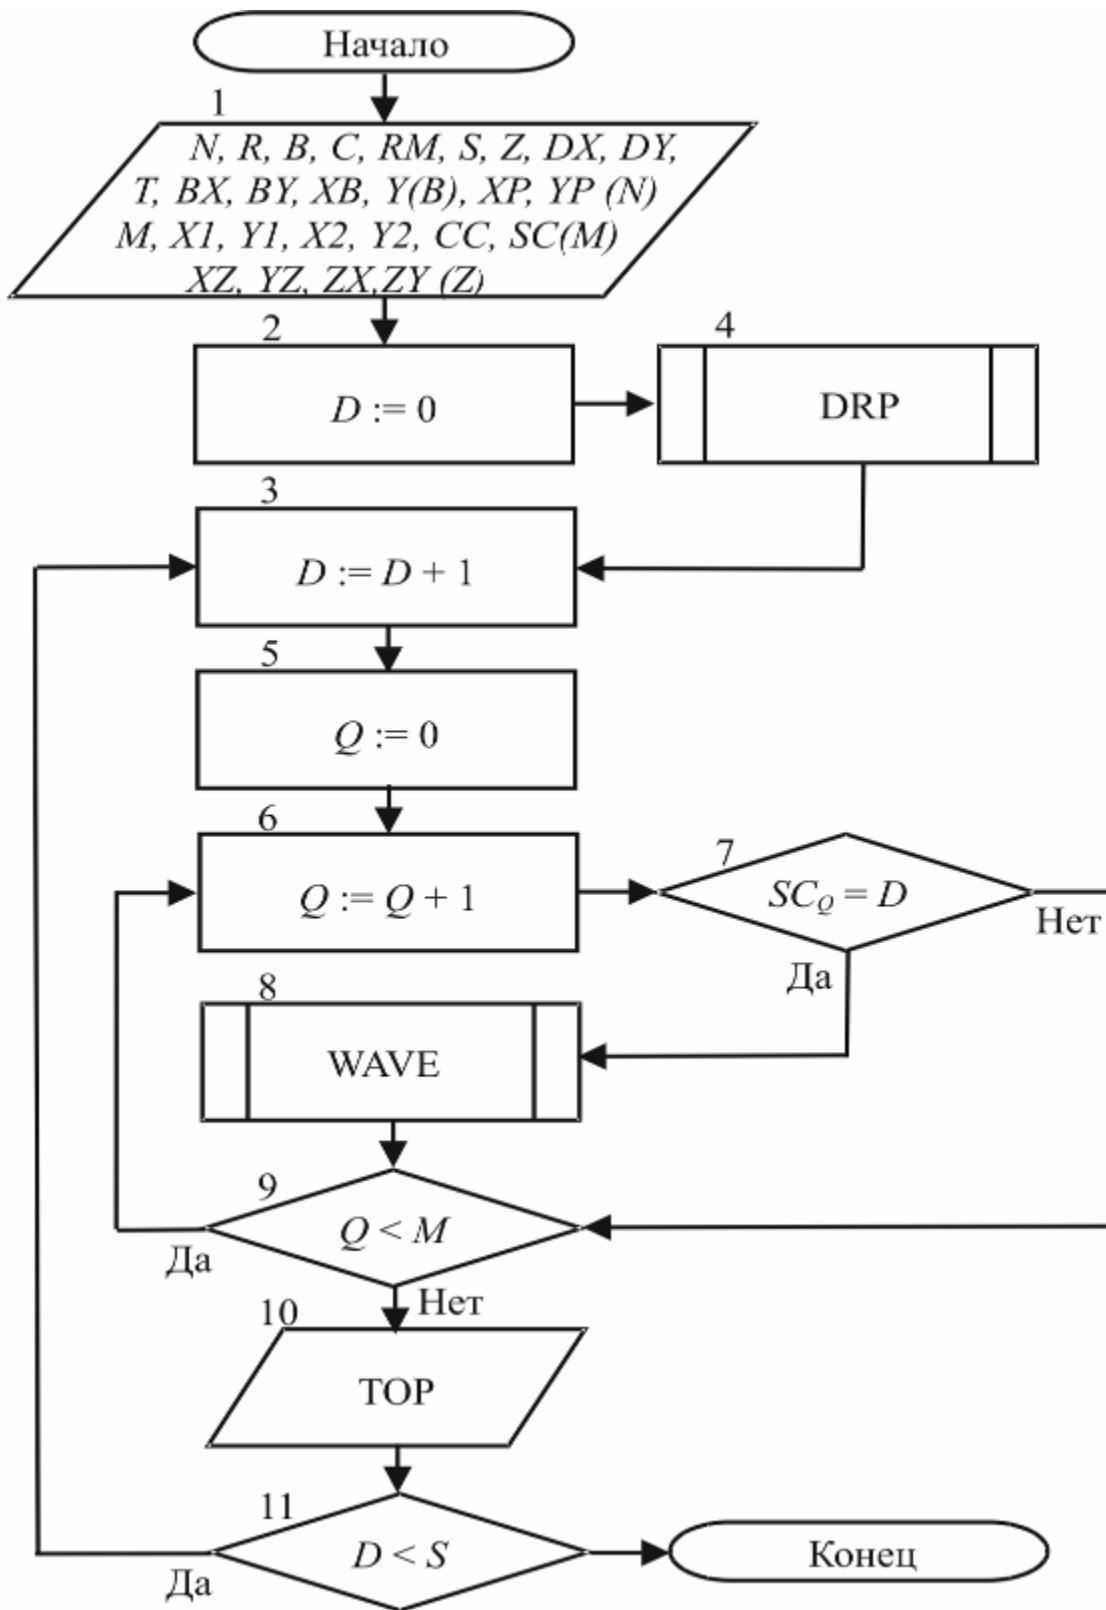 Начало
1
N, R, B, C, RM, S, Z, DX, DY,
T, BX, BY, XB, Y(B), XP, YP (N)
M, X1, Y1, X2, Y2, CC, SC(M)
XZ, YZ, ZX,ZY (Z)
2
D := 0
4
DRP
3
D := D + 1
5
Q := 0
6
Q := Q + 1
7
SCQ = D
Нет
Да
8
WAVE
9
Q < M
Да
Нет
10
TOP
11
D < S
Да
Конец